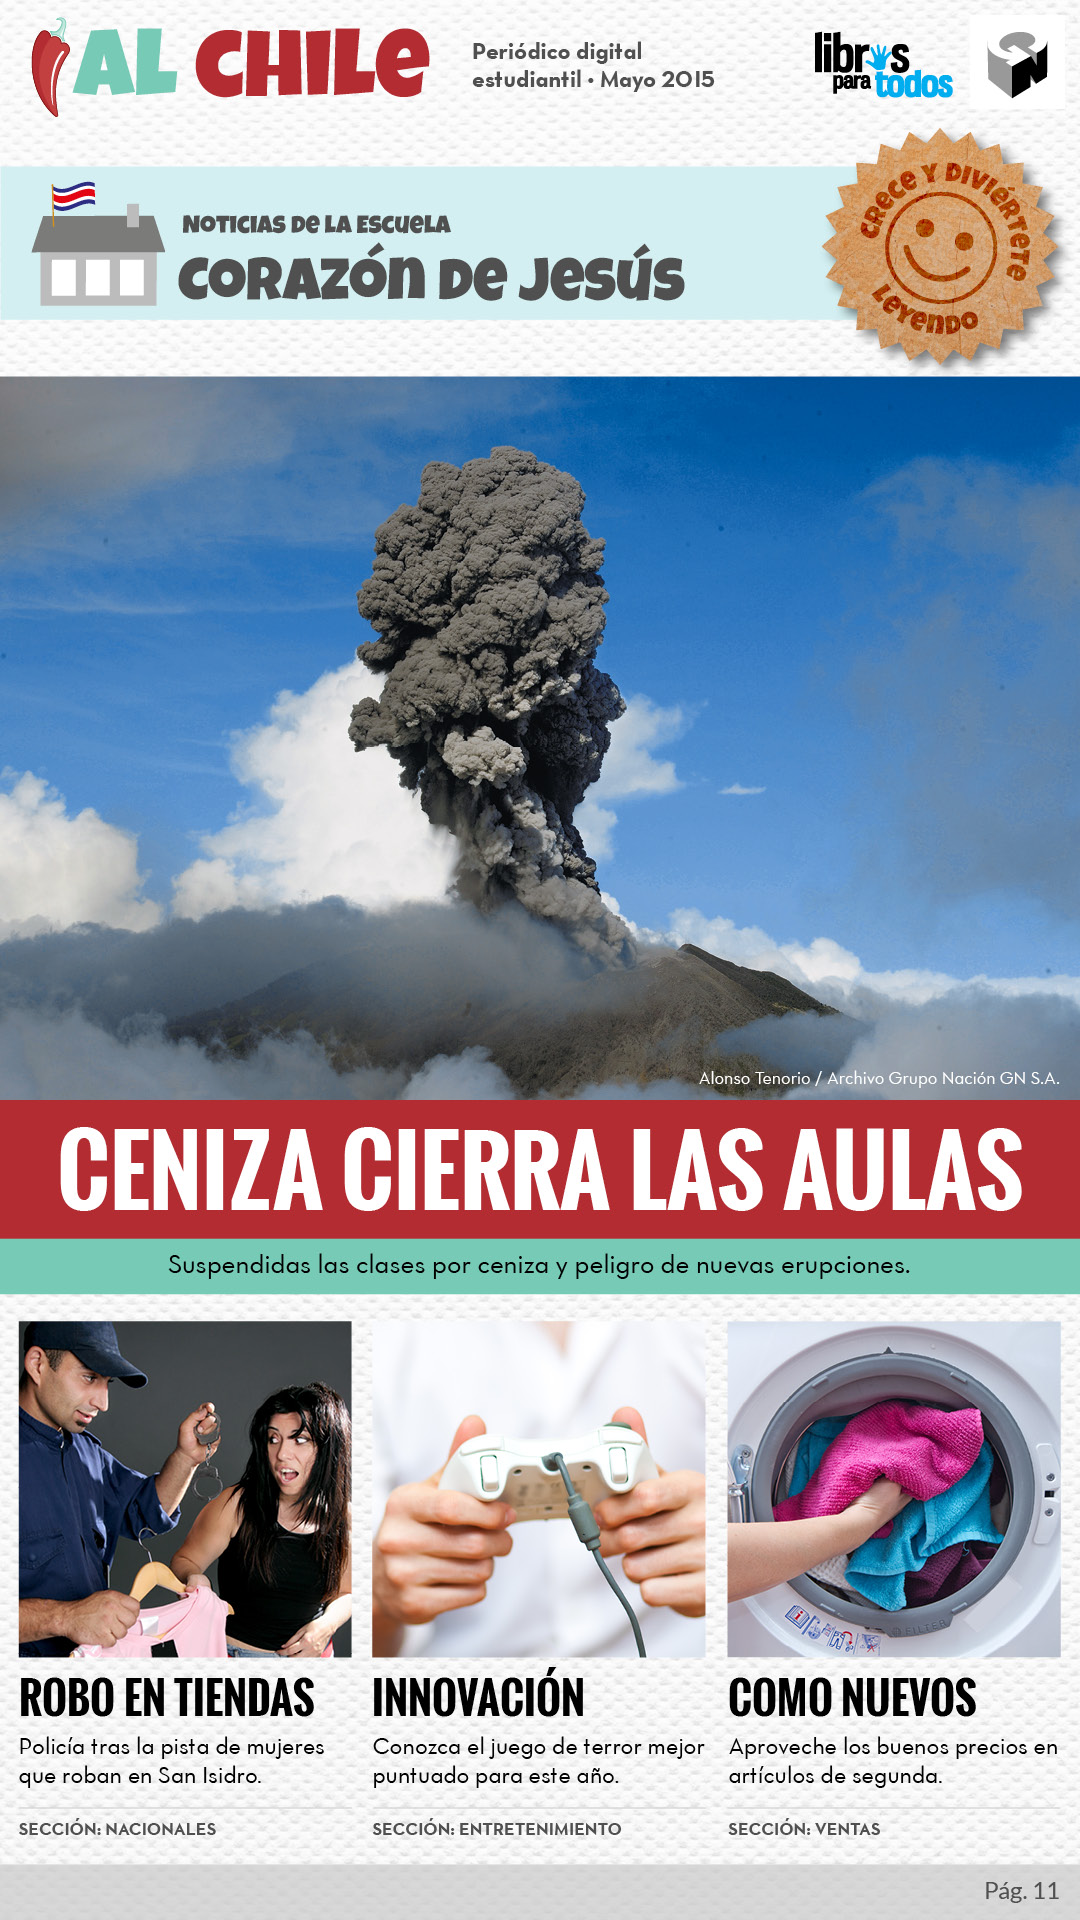 AL CHILE
Periódico digital
estudiantil • Mayo 2015
libros
para todos
GN
NOTICIAS DE LA ESCUELA
CORAZÓN DE JESÚS
CRECE Y DIVIÉRTETE
LEYENDO
Alonso Tenorio / Archivo Grupo Nación GN S.A.
CENIZA CIERRA LAS AULAS
Suspendidas las clases por ceniza y peligro de nuevas erupciones.
FILTER
ROBO EN TIENDAS
Policía tras la pista de mujeres
que roban en San Isidro.
SECCIÓN: NACIONALES
INNOVACIÓN
Conozca el juego de terror mejor
puntuado para este año.
SECCIÓN: ENTRETENIMIENTO
COMO NUEVOS
Aproveche los buenos precios en
artículos de segunda.
SECCIÓN: VENTAS
Pág. 11